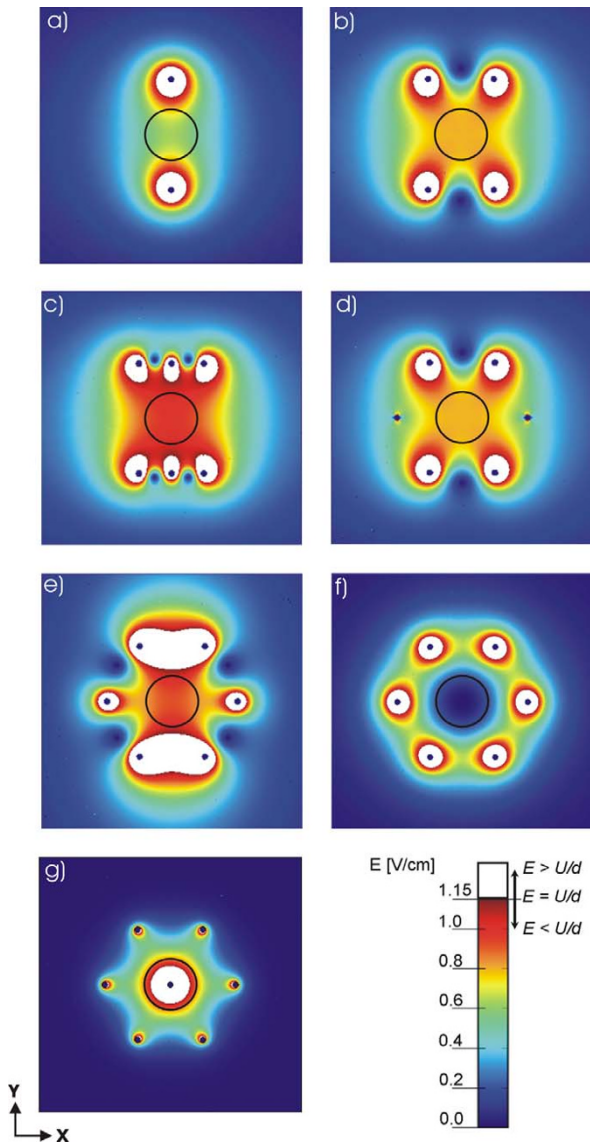 a)
b)
c)
d)
e)
f)
g)
E [V/cm]
1.15
1.0
0.8
0.6
0.4
0.2
0.0
E > U/d
E = U/d
E < U/d
Y
X